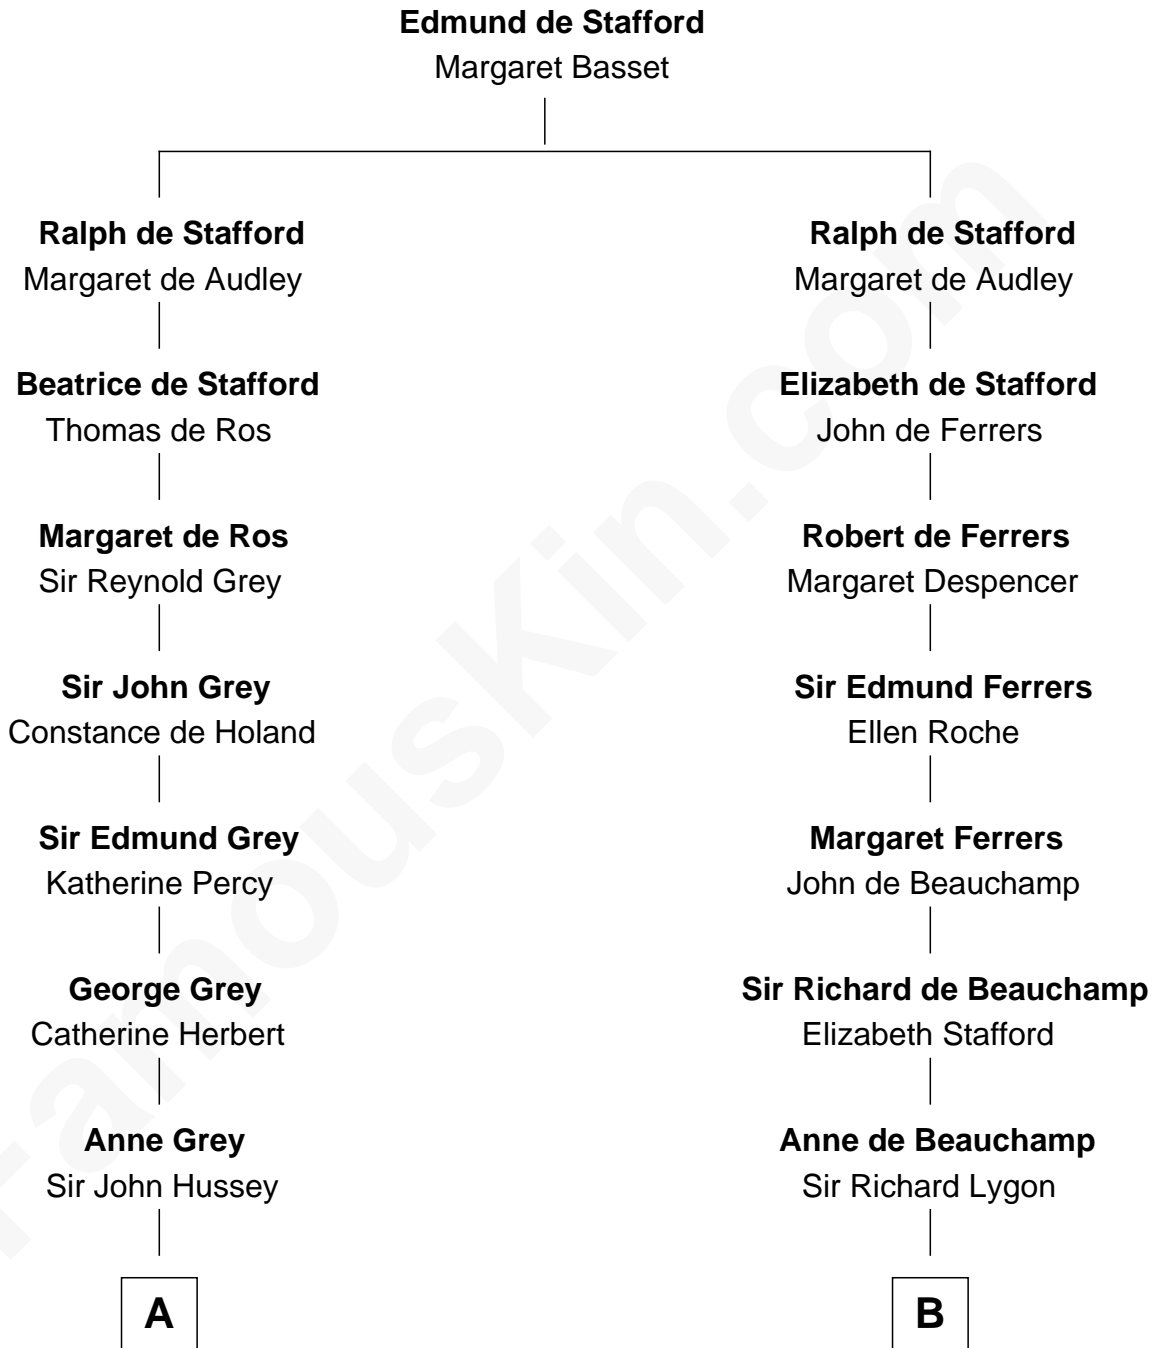 Edmund de Stafford
Margaret Basset
Ralph de Stafford
Margaret de Audley
Beatrice de Stafford
Thomas de Ros
Margaret de Ros
Sir Reynold Grey
Sir John Grey
Constance de Holand
Sir Edmund Grey
Katherine Percy
George Grey
Catherine Herbert
Anne Grey
Sir John Hussey
A
Ralph de Stafford
Margaret de Audley
Elizabeth de Stafford
John de Ferrers
Robert de Ferrers
Margaret Despencer
Sir Edmund Ferrers
Ellen Roche
Margaret Ferrers
John de Beauchamp
Sir Richard de Beauchamp
Elizabeth Stafford
Anne de Beauchamp
Sir Richard Lygon
B
FamousKin.com